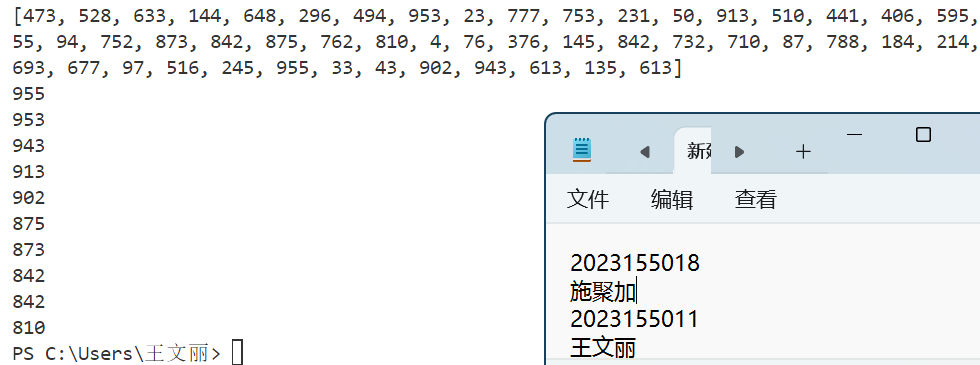 [473, 528, 633, 144, 648, 296, 494, 953, 23, 777, 753, 231, 50, 913, 510, 441, 406, 595,
55, 94, 752, 873, 842, 875, 762, 810, 4, 76, 376, 145, 842, 732, 710, 87, 788, 184, 214,
693, 677, 97, 516, 245, 955, 33, 43, 902, 943, 613, 135, 613]
955
953
943
913
902
875
873
842
842
810
PS C:\Users\王文丽>
新建
文件 编辑 查看
2023155018
施聚加
2023155011
王文丽